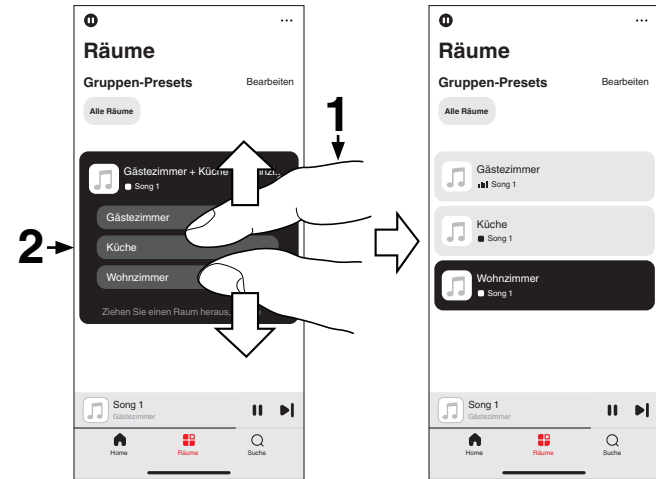 Räume
Gruppen-Presets Bearbeiten
Alle Räume
1
Gästezimmer + Küche
Song 1
Gästezimmer
Küche
Wohnzimmer
Ziehen Sie einen Raum heraus,
2
Song 1
Gästezimmer
Home Räume Suche
Räume
Gruppen-Presets Bearbeiten
Alle Räume
Gästezimmer
Song 1
Küche
Song 1
Wohnzimmer
Song 1
Song 1
Gästezimmer
Home Räume Suche